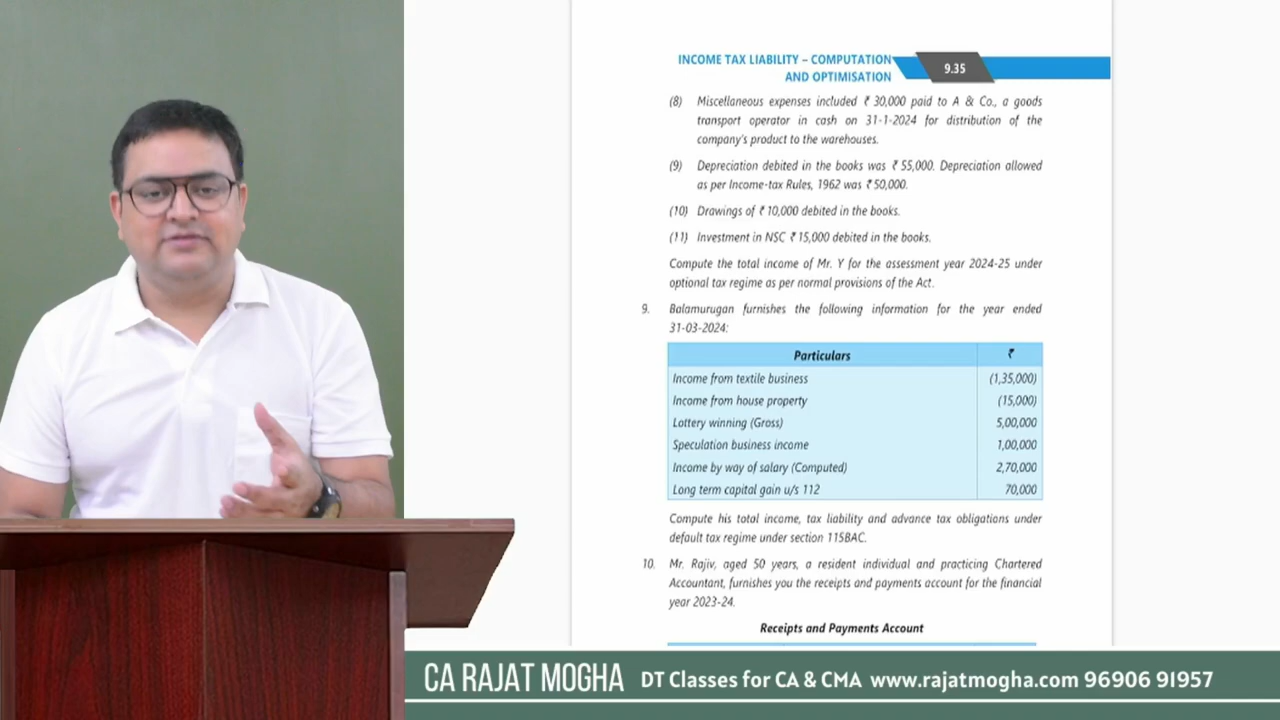 INCOME TAX LIABILITY – COMPUTATION
AND OPTIMISATION
9.35
(8) Miscellaneous expenses included ₹ 30,000 paid to A & Co., a goods
transport operator in cash on 31-1-2024 for distribution of the
company's product to the warehouses.
(9) Depreciation debited in the books was ₹ 55,000. Depreciation allowed
as per Income-tax Rules, 1962 was ₹ 50,000.
(10) Drawings of ₹ 10,000 debited in the books.
(11) Investment in NSC ₹ 15,000 debited in the books.
Compute the total income of Mr. Y for the assessment year 2024-25 under
optional tax regime as per normal provisions of the Act.
9. Balamurugan furnishes the following information for the year ended
31-03-2024:
Particulars ₹
Income from textile business (1,35,000)
Income from house property (15,000)
Lottery winning (Gross) 5,00,000
Speculation business income 1,00,000
Income by way of salary (Computed) 2,70,000
Long term capital gain u/s 112 70,000
Compute his total income, tax liability and advance tax obligations under
default tax regime under section 115BAC.
10. Mr. Rajiv, aged 50 years, a resident individual and practicing Chartered
Accountant, furnishes you the receipts and payments account for the financial
year 2023-24.
Receipts and Payments Account
CA RAJAT MOGHA DT Classes for CA & CMA www.rajatmogha.com 96906 91957